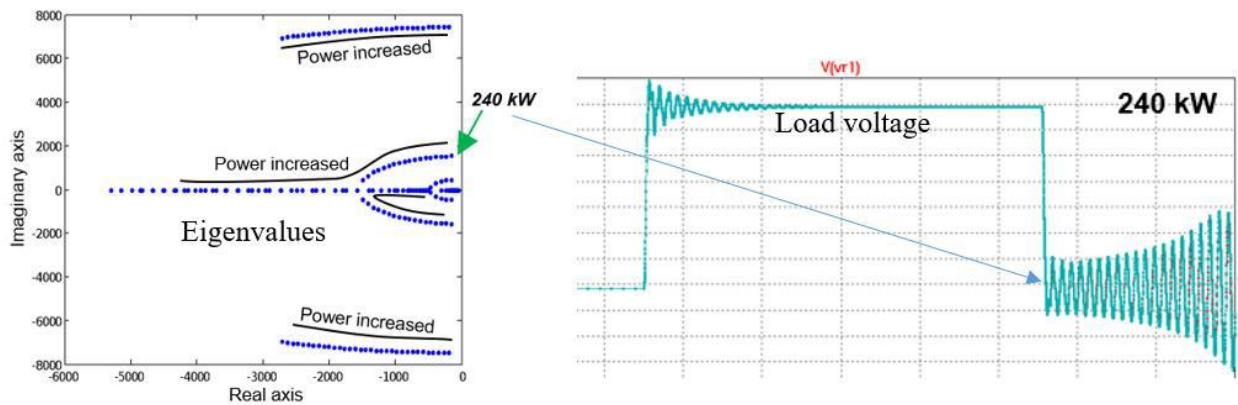 8000
6000
4000
2000
0
-2000
-4000
-6000
-8000
Imaginary axis
Power increased
240 kW
Power increased
Eigenvalues
Power increased
-6000 -5000 -4000 -3000 -2000 -1000 0
Real axis
V(vr1)
240 kW
Load voltage